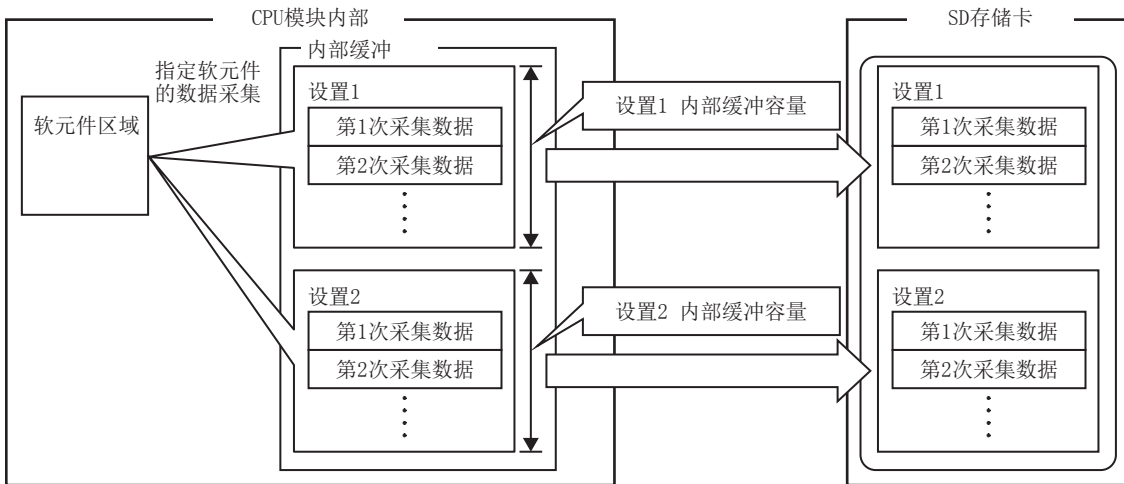 CPU模块内部
SD存储卡
内部缓冲
指定软元件
的数据采集
软元件区域
设置1
第1次采集数据
第2次采集数据
设置1 内部缓冲容量
设置1
第1次采集数据
第2次采集数据
设置2
第1次采集数据
第2次采集数据
设置2 内部缓冲容量
设置2
第1次采集数据
第2次采集数据